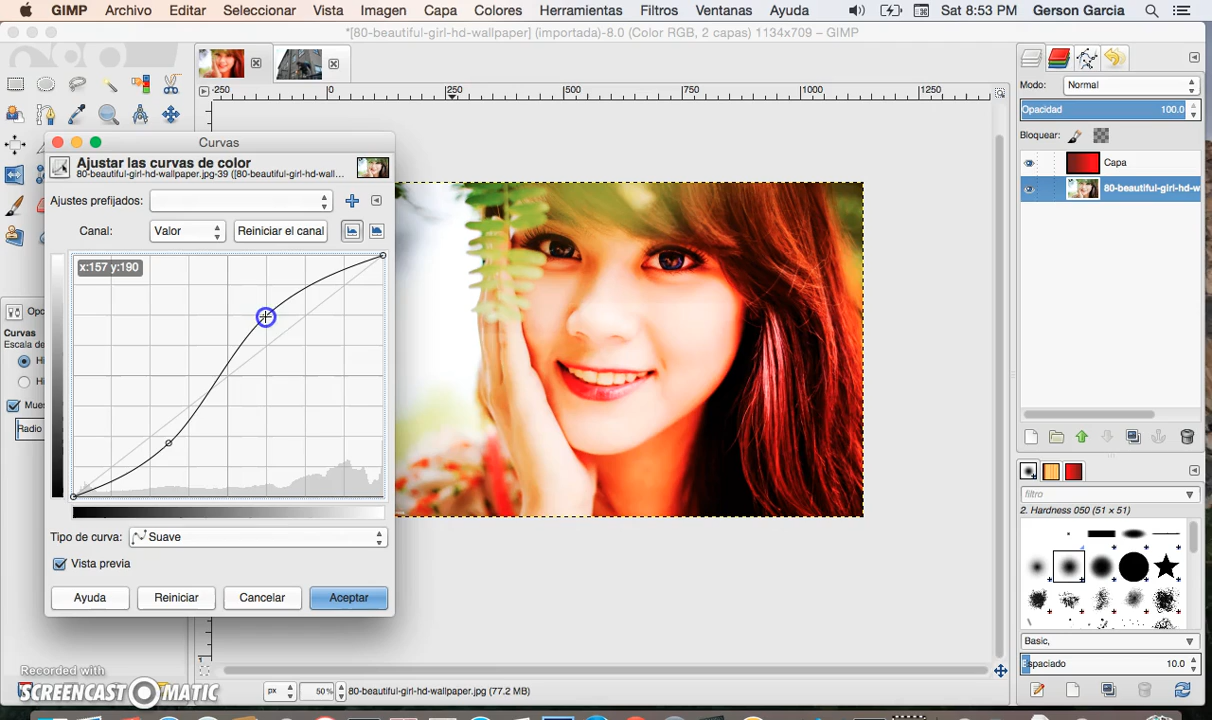 GIMP Archivo Editar Seleccionar Vista Imagen Capa Colores Herramientas Filtros Ventanas Ayuda Sat 8:53 PM Gerson Garcia
*[80-beautiful-girl-hd-wallpaper] (importada)-8.0 (Color RGB, 2 capas) 1134x709 – GIMP
-250 0 250 500 750 1000 1250
Modo: Normal
Opacidad 100.0
Bloquear:
Capa
80-beautiful-girl-hd-w
Curvas
Ajustar las curvas de color
80-beautiful-girl-hd-wallpaper.jpg-39 ([80-beautiful-girl-hd-wall...
Ajustes prefijados:
Canal: Valor Reiniciar el canal
x:157 y:190
Curvas
Escala de
Radio
Tipo de curva: Suave
Vista previa
Ayuda Reiniciar Cancelar Aceptar
filtro
2. Hardness 050 (51 × 51)
Basic,
Espaciado 10.0
Recorded with
SCREENCAST-O-MATIC
px 50% 80-beautiful-girl-hd-wallpaper.jpg (77.2 MB)